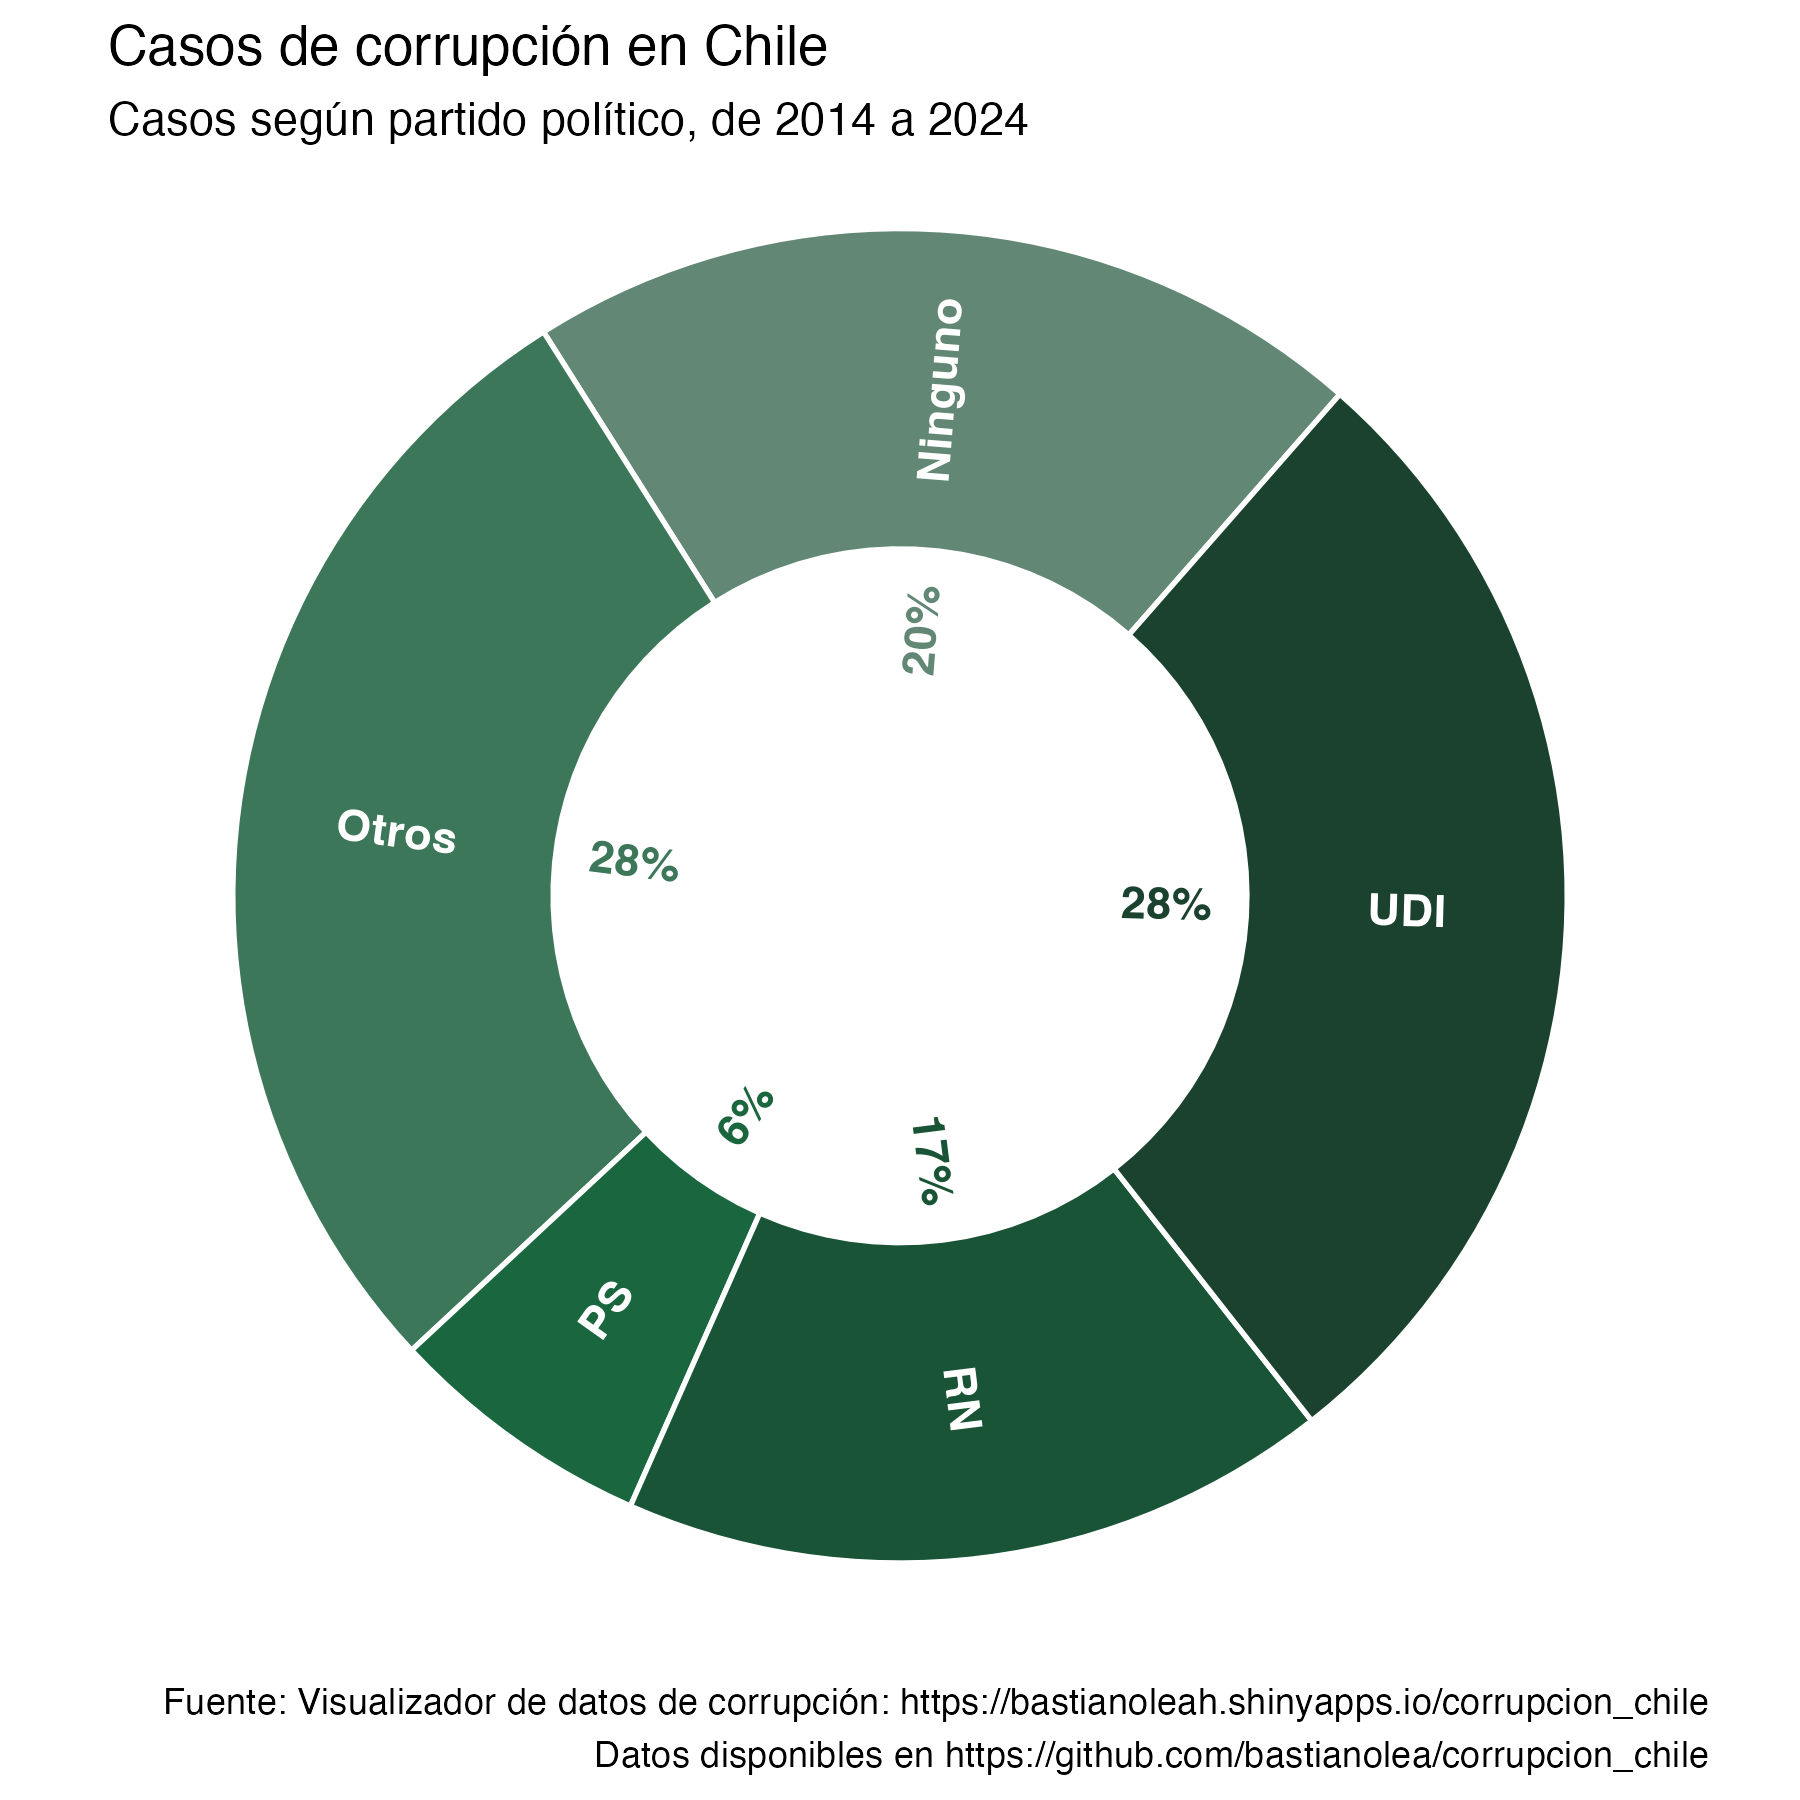 Casos de corrupción en Chile
Casos según partido político, de 2014 a 2024
Ninguno
20%
Otros
28%
28%
UDI
6%
17%
PS
RN
Fuente: Visualizador de datos de corrupción: https://bastianoleah.shinyapps.io/corrupcion_chile
Datos disponibles en https://github.com/bastianolea/corrupcion_chile